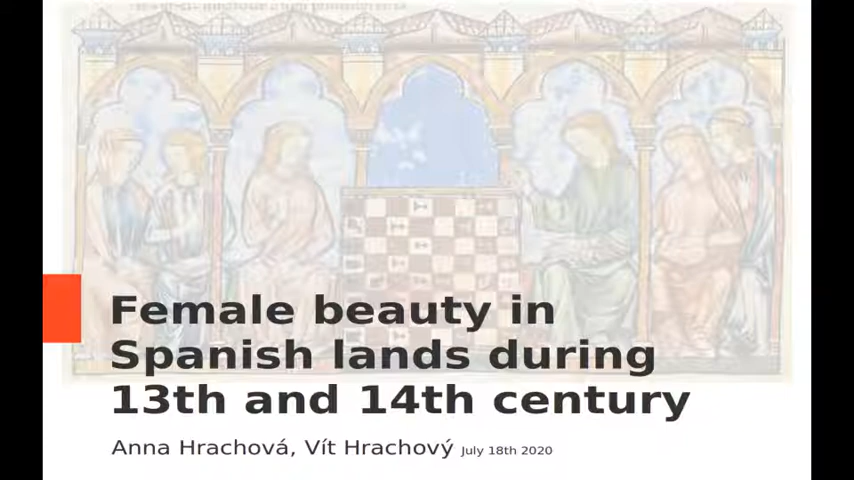 Female beauty in
Spanish lands during
13th and 14th century
Anna Hrachová, Vít Hrachový July 18th 2020